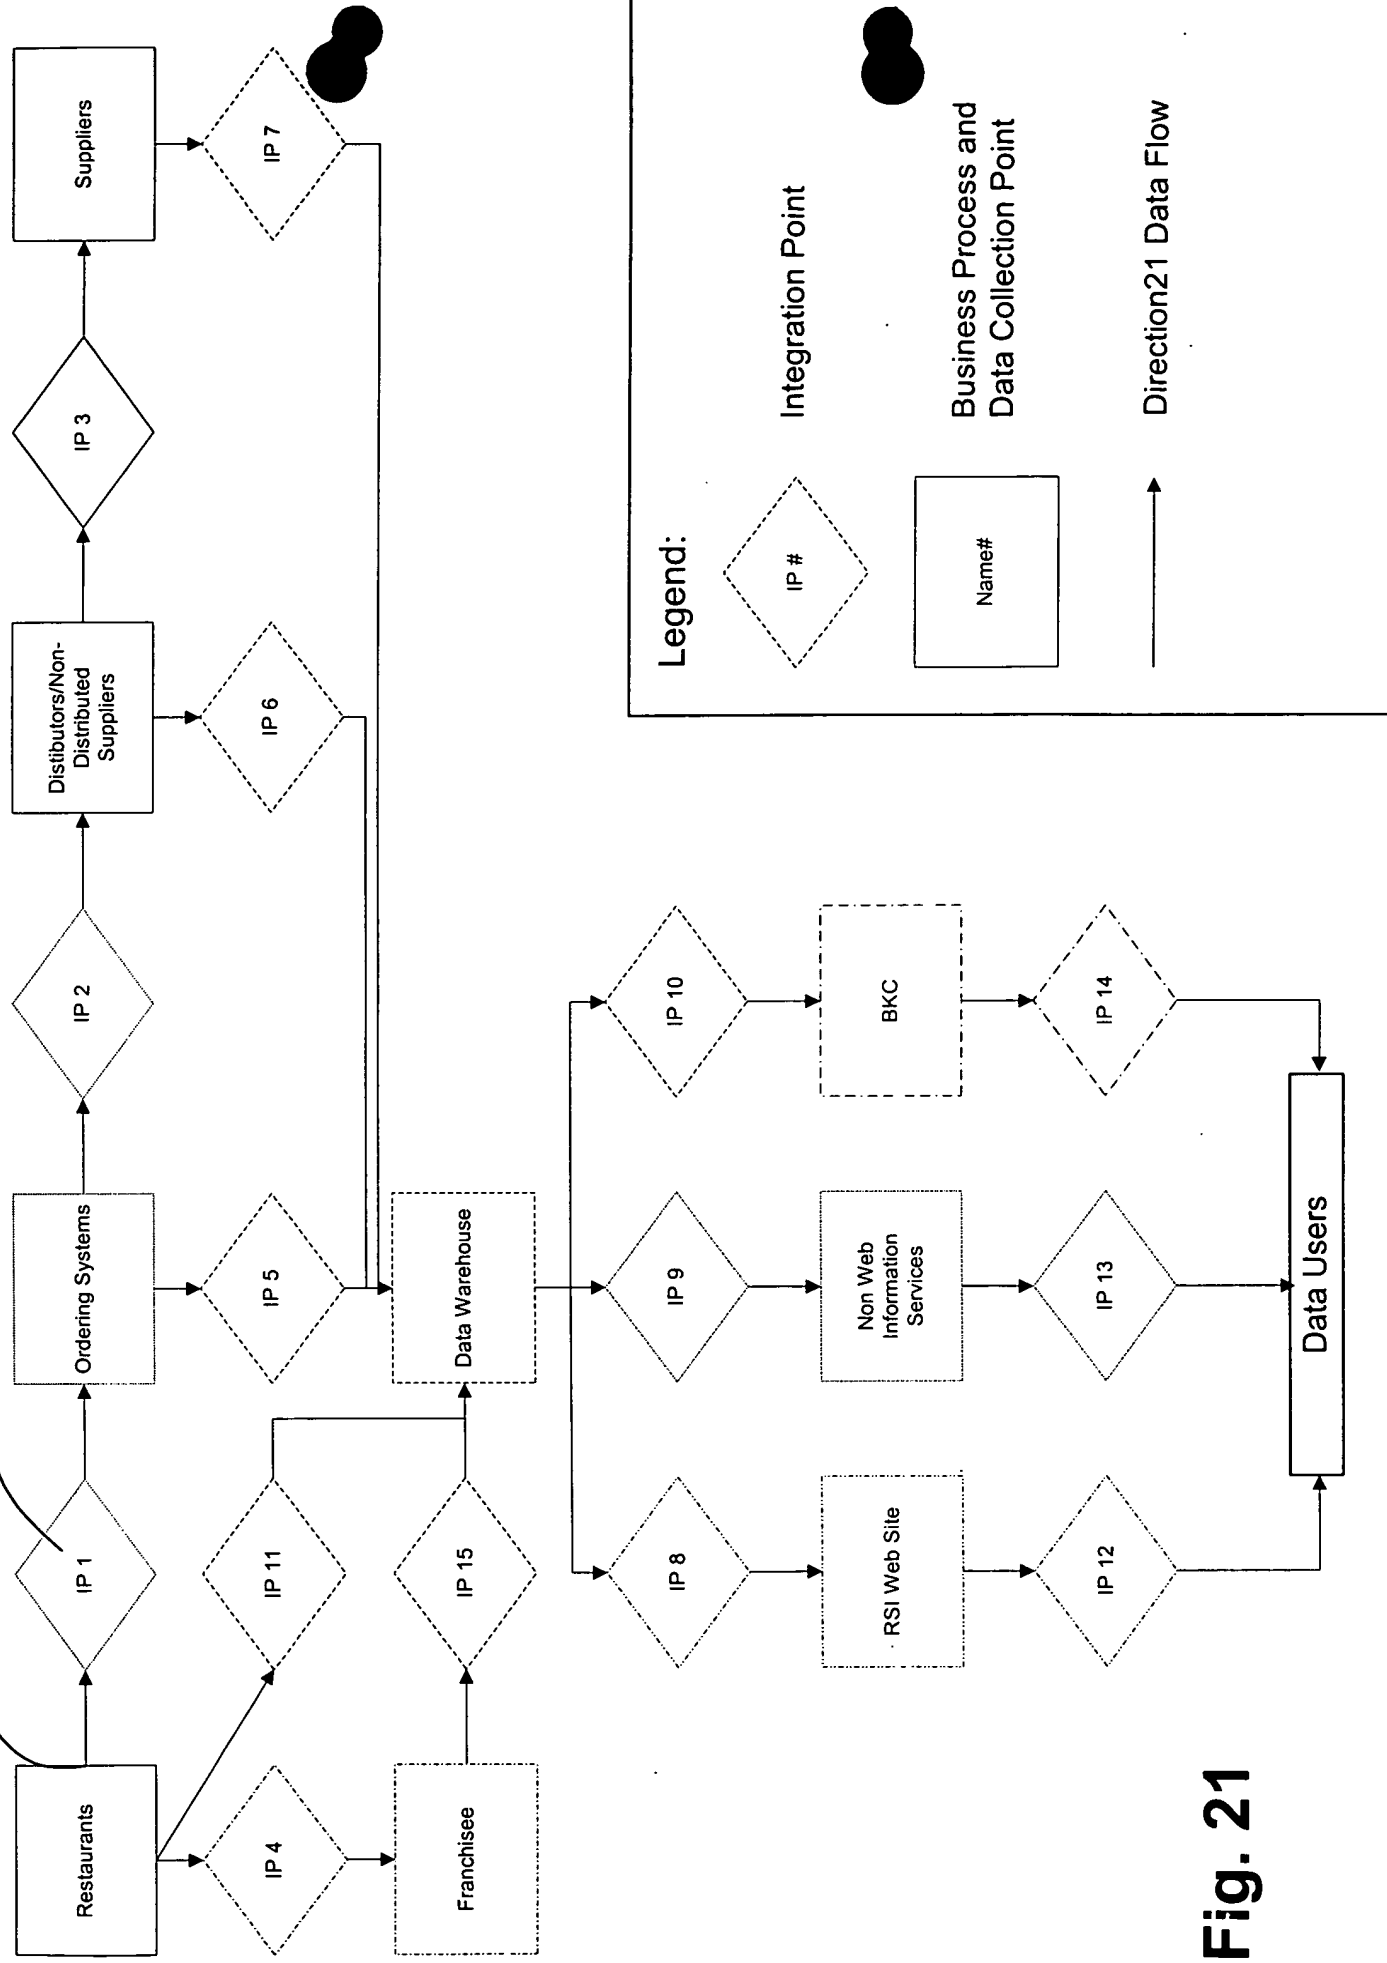 Restaurants
IP 1
Ordering Systems
IP 2
Distibutors/Non-
Distributed
Suppliers
IP 3
Suppliers
IP 4
IP 11
IP 5
IP 6
IP 7
Franchisee
IP 15
Data Warehouse
IP 8
IP 9
IP 10
RSI Web Site
Non Web
Information
Services
BKC
IP 12
IP 13
IP 14
Data Users
Legend:
IP #
Integration Point
Name#
Business Process and
Data Collection Point
Direction21 Data Flow
Fig. 21